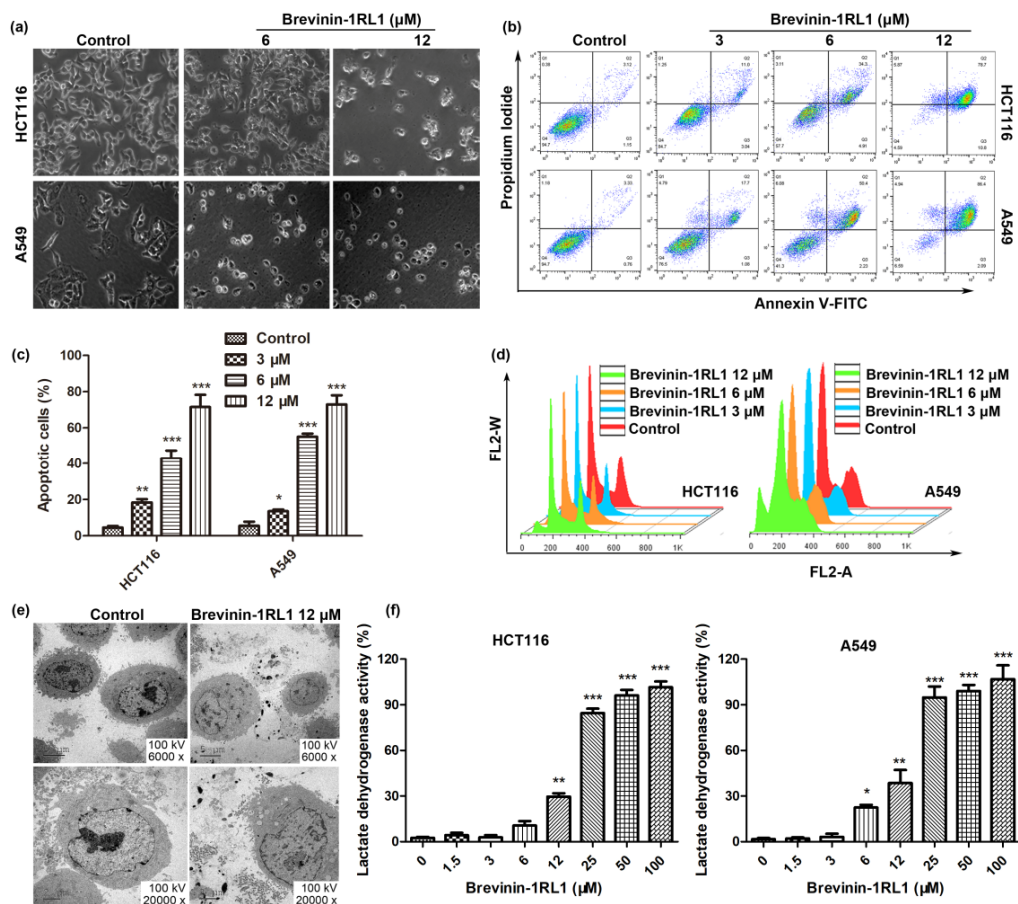 (a)
Brevinin-1RL1 (µM)
Control 6 12
HCT116
A549
(b)
Brevinin-1RL1 (µM)
Control 3 6 12
HCT116
A549
Propidium Iodide
Annexin V-FITC
(c)
Control
3 µM
6 µM
12 µM
Apoptotic cells (%)
100
80
60
40
20
0
** *** ***
* *** ***
HCT116 A549
(d)
Brevinin-1RL1 12 µM
Brevinin-1RL1 6 µM
Brevinin-1RL1 3 µM
Control
HCT116
0 200 400 600 800 1K
Brevinin-1RL1 12 µM
Brevinin-1RL1 6 µM
Brevinin-1RL1 3 µM
Control
A549
0 200 400 600 800 1K
FL2-W
FL2-A
(e)
Control Brevinin-1RL1 12 µM
100 kV
6000 x
100 kV
6000 x
100 kV
20000 x
100 kV
20000 x
(f)
HCT116
Lactate dehydrogenase activity (%)
120
90
60
30
0
** *** *** ***
0 1.5 3 6 12 25 50 100
Brevinin-1RL1 (µM)
A549
Lactate dehydrogenase activity (%)
120
90
60
30
0
* ** *** *** ***
0 1.5 3 6 12 25 50 100
Brevinin-1RL1 (µM)